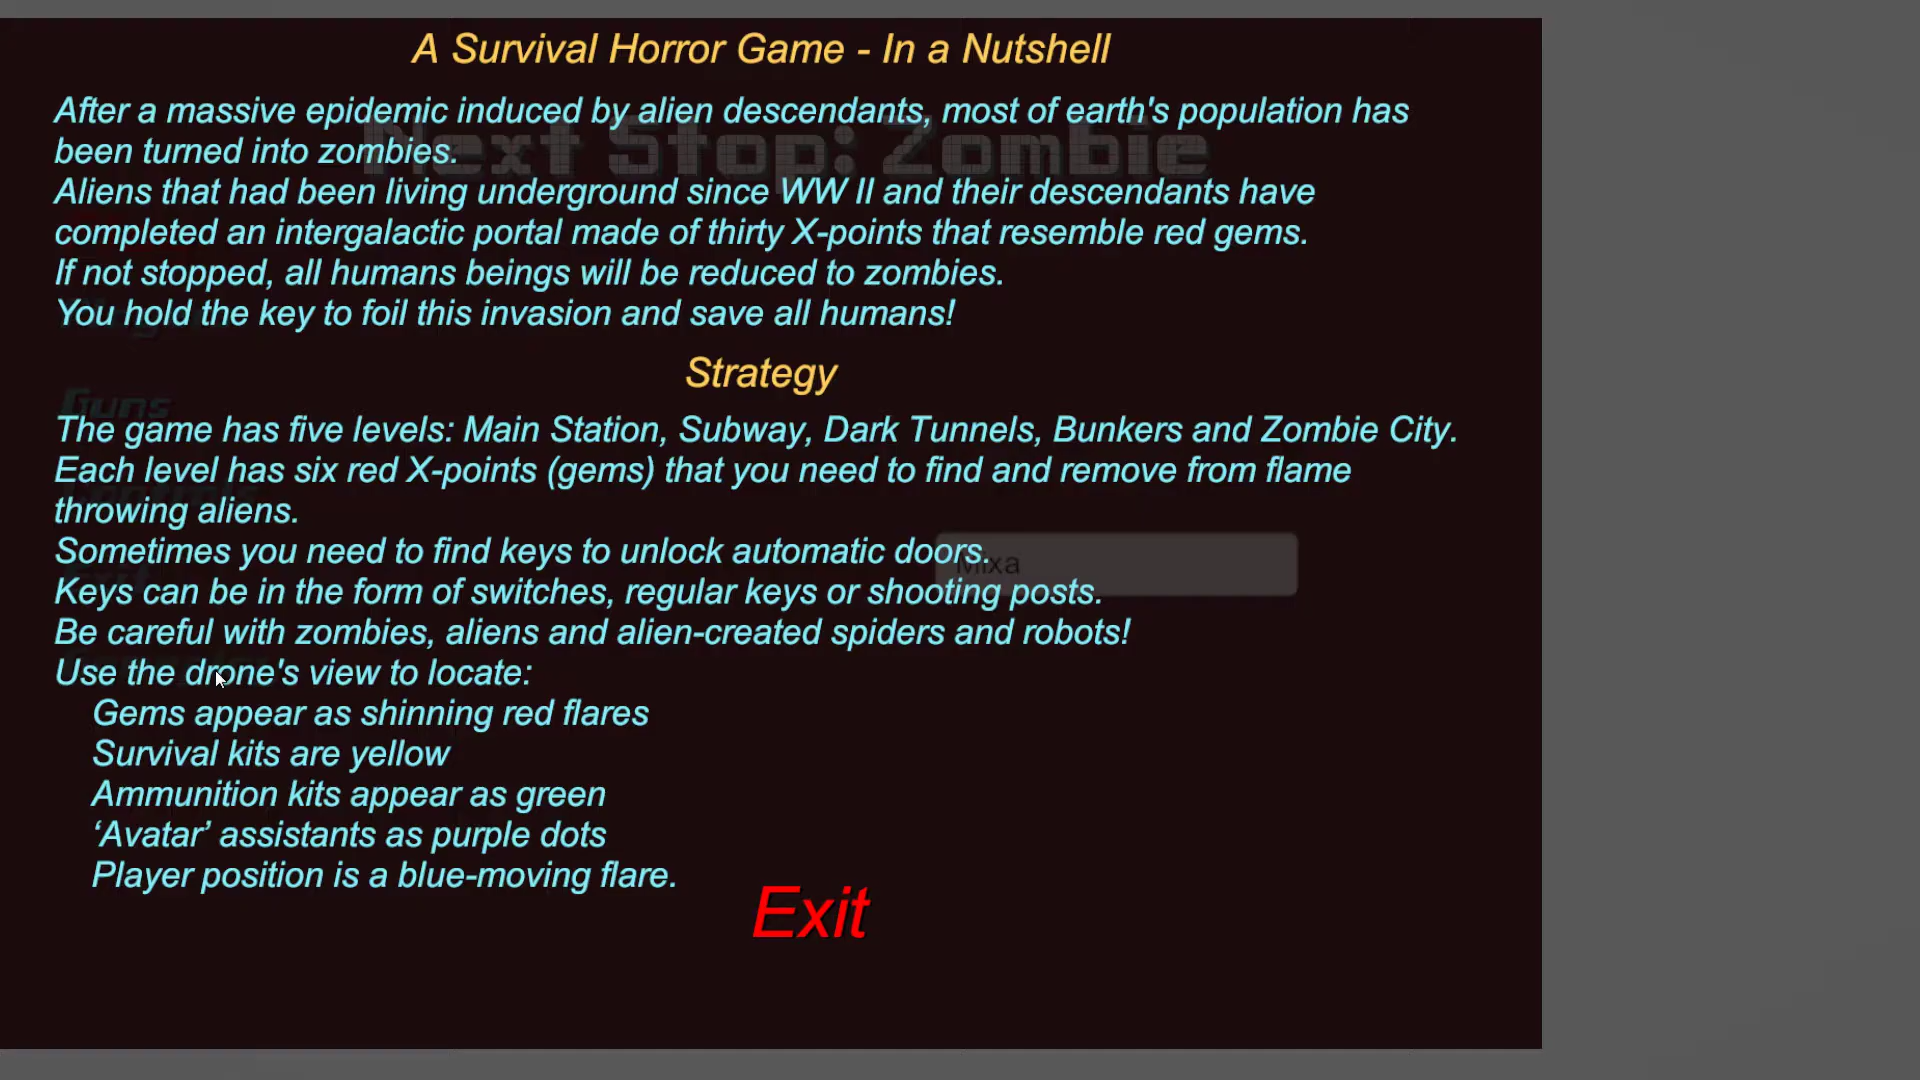 A Survival Horror Game - In a Nutshell
After a massive epidemic induced by alien descendants, most of earth's population has
been turned into zombies.
Next Stop: Zombie
Aliens that had been living underground since WW II and their descendants have
completed an intergalactic portal made of thirty X-points that resemble red gems.
If not stopped, all humans beings will be reduced to zombies.
You hold the key to foil this invasion and save all humans!
Strategy
Guns
The game has five levels: Main Station, Subway, Dark Tunnels, Bunkers and Zombie City.
Each level has six red X-points (gems) that you need to find and remove from flame
throwing aliens.
Sometimes you need to find keys to unlock automatic doors.
Mixa
Keys can be in the form of switches, regular keys or shooting posts.
Be careful with zombies, aliens and alien-created spiders and robots!
Use the drone's view to locate:
Gems appear as shinning red flares
Survival kits are yellow
Ammunition kits appear as green
‘Avatar’ assistants as purple dots
Player position is a blue-moving flare.
Exit